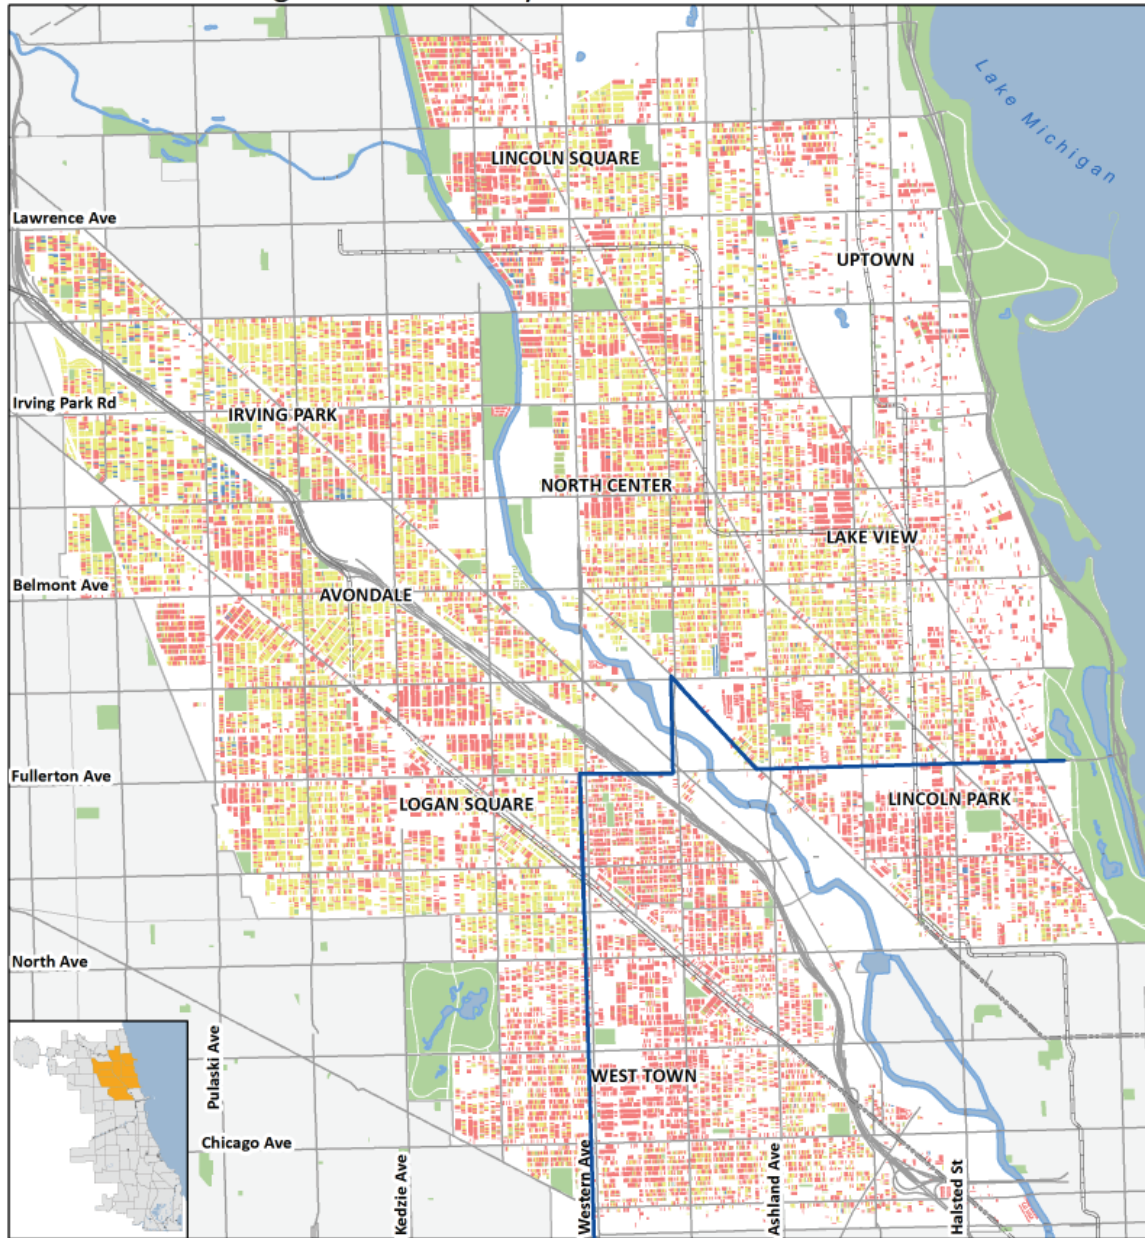 Lake Michigan
LINCOLN SQUARE
Lawrence Ave
UPTOWN
Irving Park Rd
IRVING PARK
NORTH CENTER
LAKE VIEW
Belmont Ave
AVONDALE
Fullerton Ave
LOGAN SQUARE
LINCOLN PARK
North Ave
Pulaski Ave
WEST TOWN
Chicago Ave
Kedzie Ave
Western Ave
Ashland Ave
Halsted St